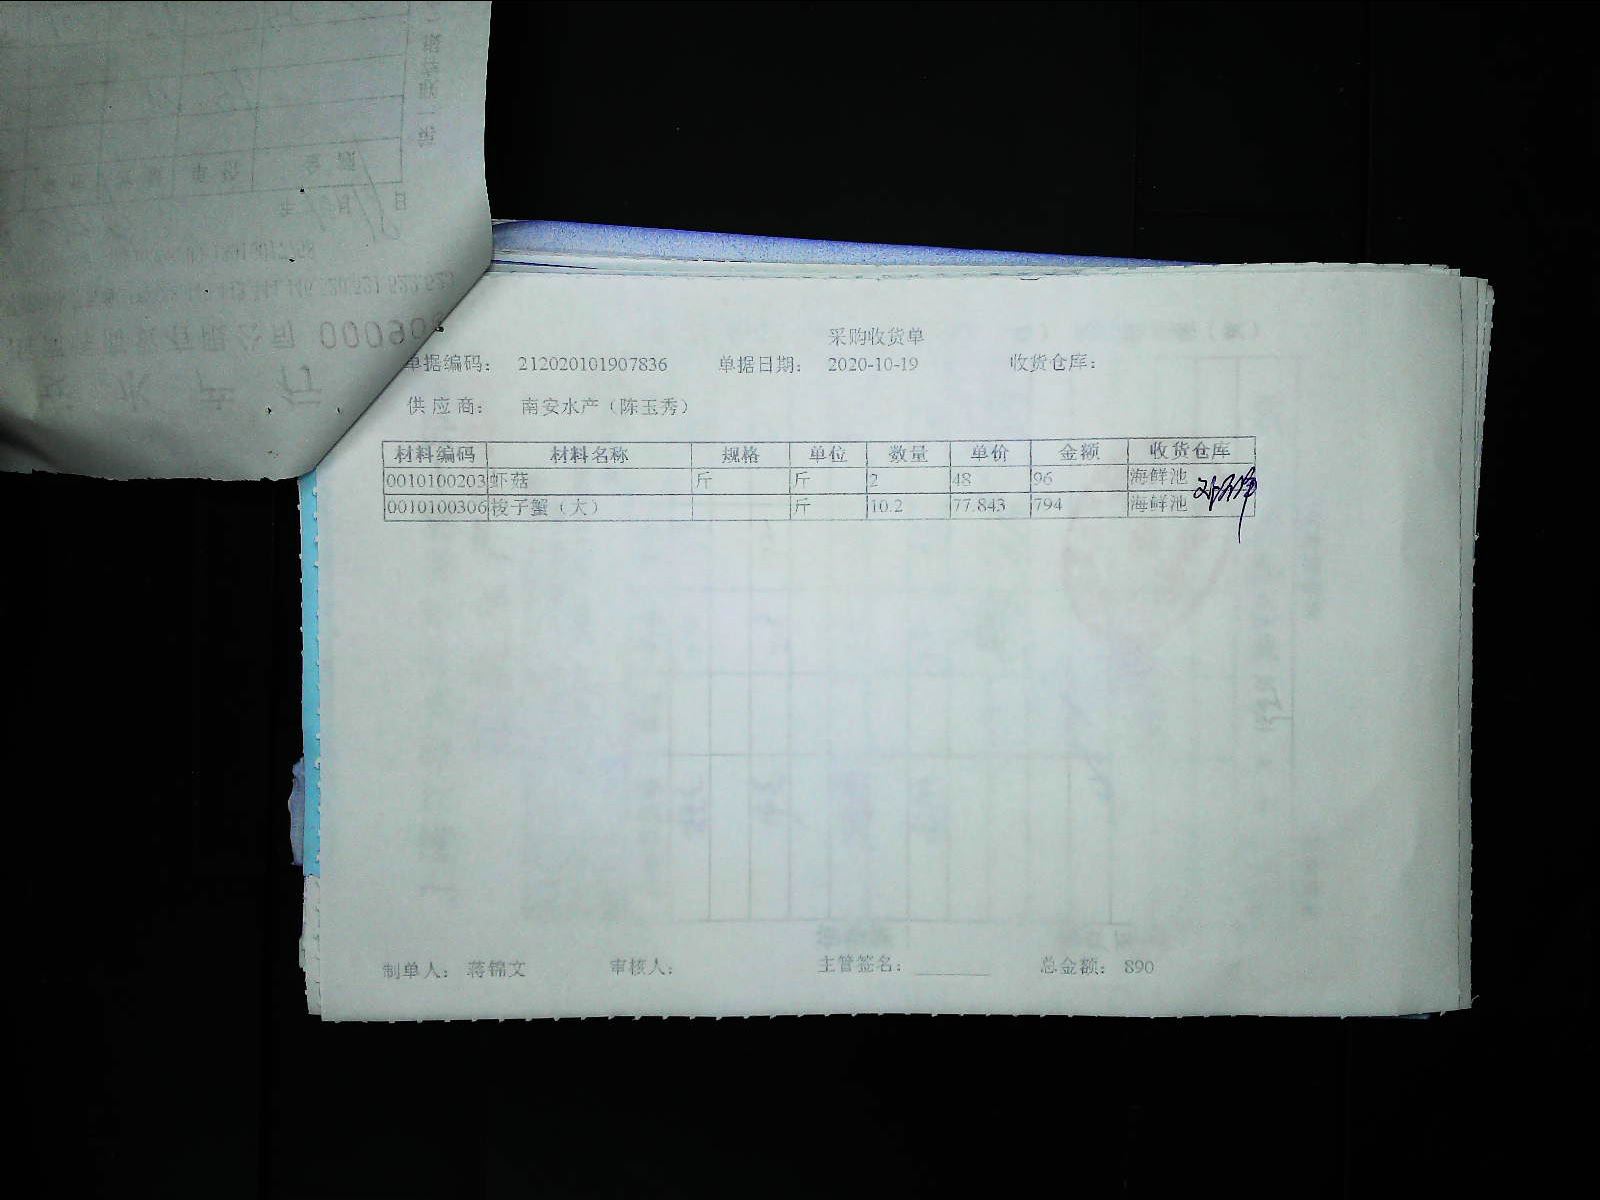 采购收货单
单据编码： 212020101907836 单据日期： 2020-10-19 收货仓库：
供应商： 南安水产（陈玉秀）
材料编码 材料名称 规格 单位 数量 单价 金额 收货仓库
0010100203 虾菇 斤 斤 2 48 96 海鲜池
0010100306 梭子蟹（大） 斤 10.2 77.843 794 海鲜池
制单人： 蒋锦文 审核人： 主管签名： 总金额： 890